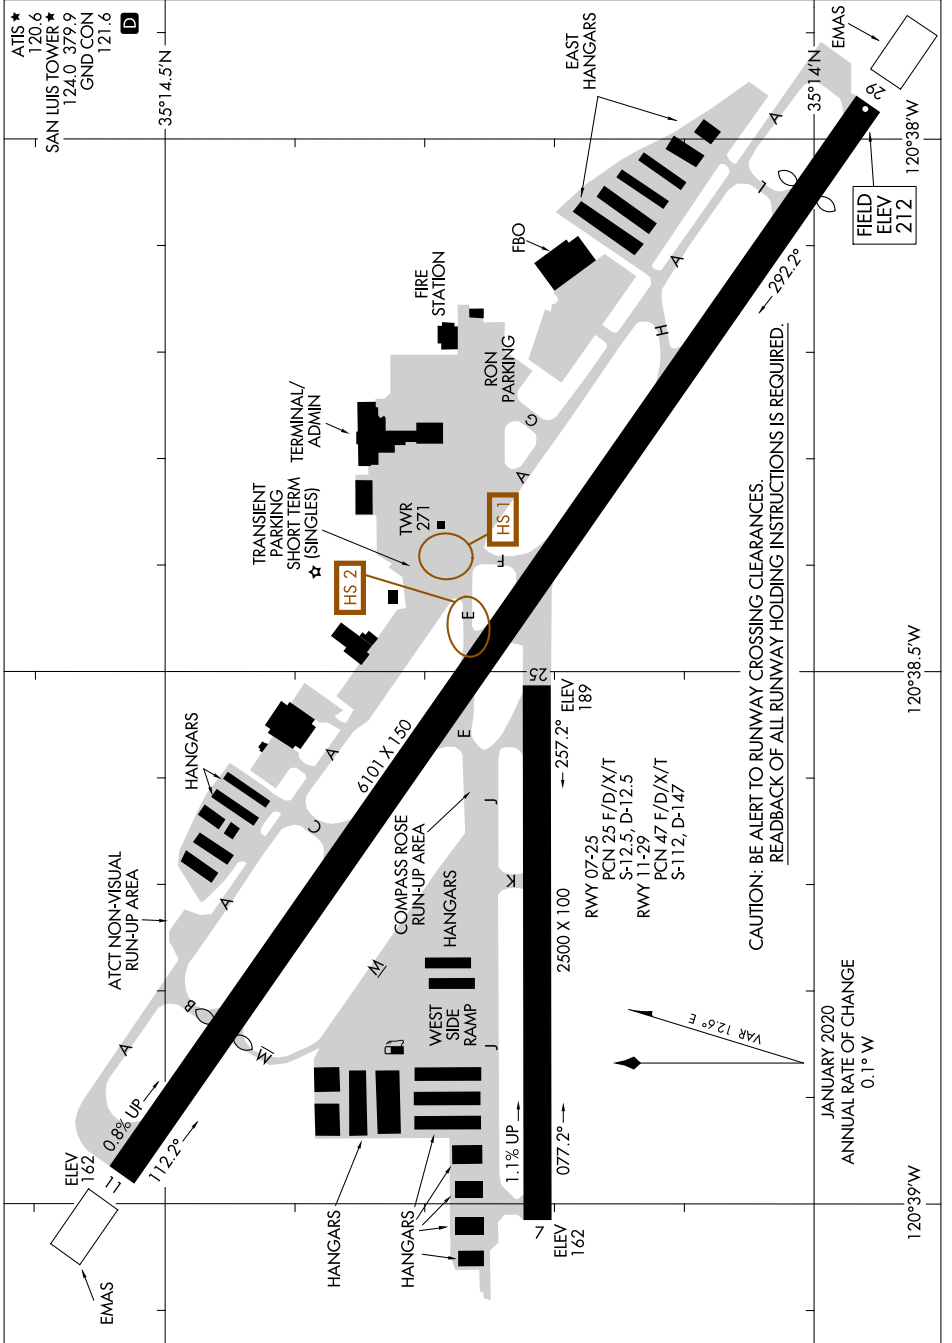 ATIS ★
120.6
SAN LUIS TOWER ★
124.0 379.9
GND CON
121.6
D
35°14.5'N
35°14'N
EMAS
29
120°38'W
FIELD
ELEV
212
EAST
HANGARS
A
L
FBO
A
292.2°
H
FIRE
STATION
RON
PARKING
G
TERMINAL/
ADMIN
A
TRANSIENT
PARKING
SHORT TERM
(SINGLES)
☆
TWR
271
HS 1
F
HS 2
E
25
ELEV
189
120°38.5'W
HANGARS
A
6101 X 150
E
257.2°
C
J
COMPASS ROSE
RUN-UP AREA
K
RWY 07-25
PCN 25 F/D/X/T
S-12.5, D-12.5
RWY 11-29
PCN 47 F/D/X/T
S-112, D-147
CAUTION: BE ALERT TO RUNWAY CROSSING CLEARANCES.
READBACK OF ALL RUNWAY HOLDING INSTRUCTIONS IS REQUIRED.
ATCT NON-VISUAL
RUN-UP AREA
A
HANGARS
M
2500 X 100
B
A
M
WEST
SIDE
RAMP
J
VAR 12.6° E
JANUARY 2020
ANNUAL RATE OF CHANGE
0.1° W
0.8% UP
112.2°
ELEV
162
11
1.1% UP
077.2°
7
ELEV
162
HANGARS
HANGARS
120°39'W
EMAS